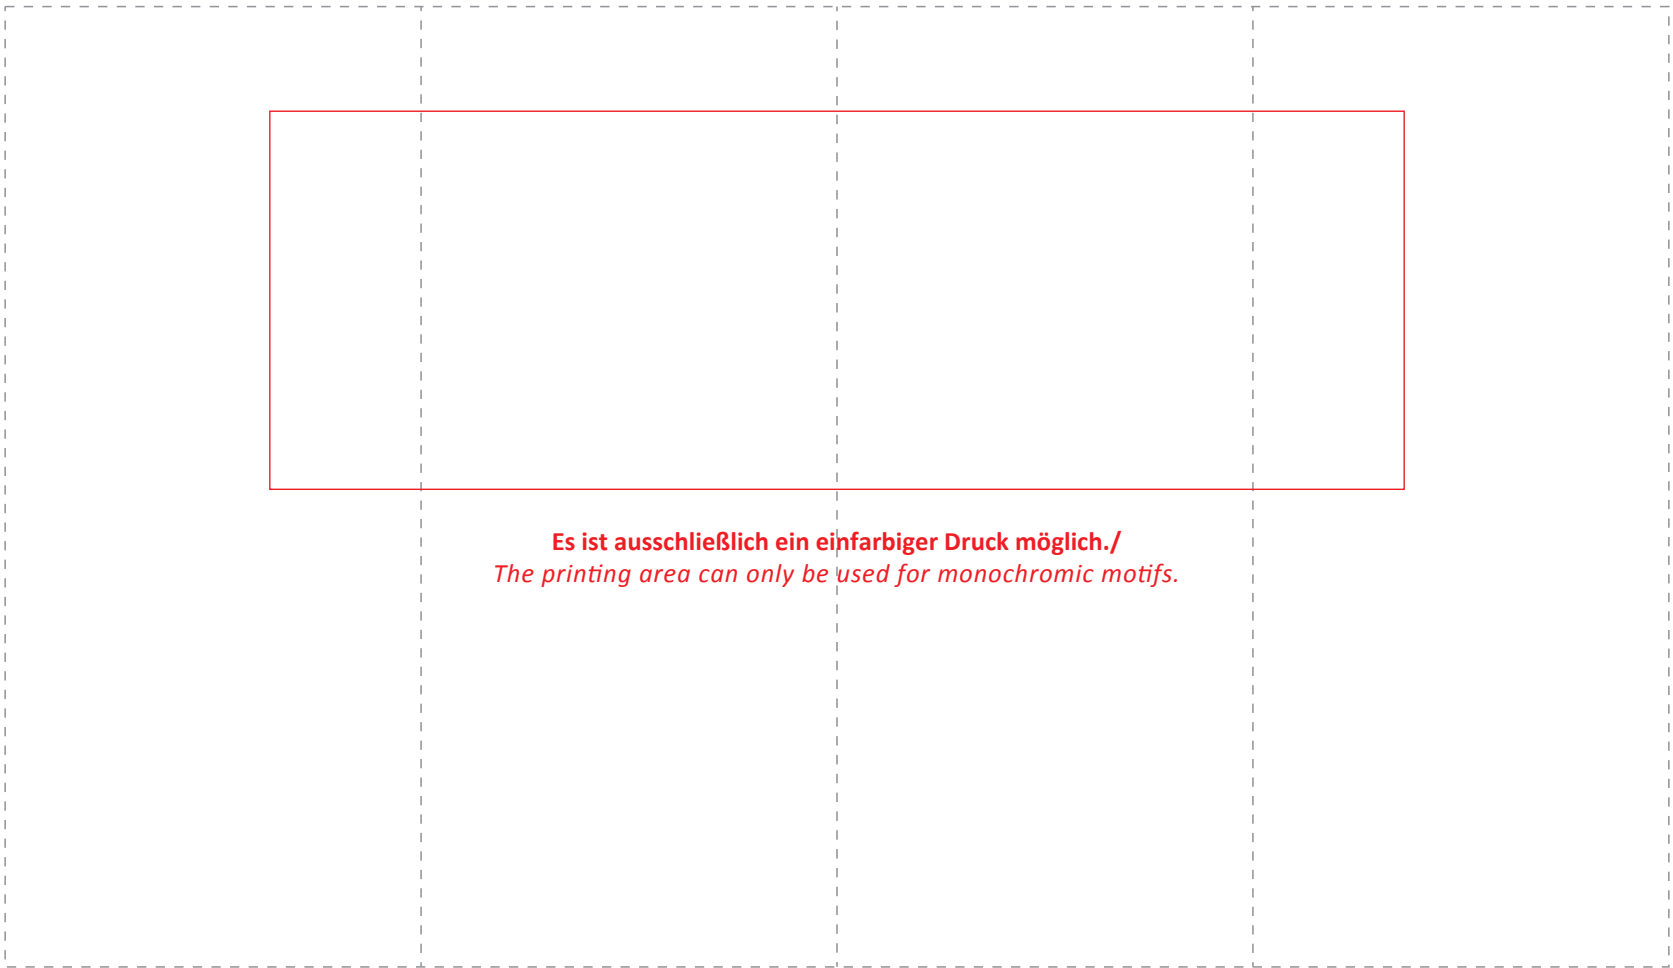 Es ist ausschließlich ein einfarbiger Druck möglich./
The printing area can only be used for monochromic motifs.